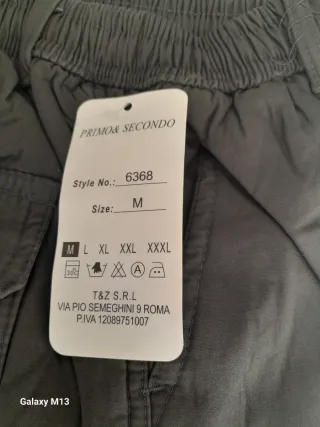 PRIMO& SECONDO
Style No.: 6368
Size: M
M L XL XXL XXXL
A
T&Z S.R.L
VIA PIO SEMEGHINI 9 ROMA
P.IVA 12089751007
Galaxy M13